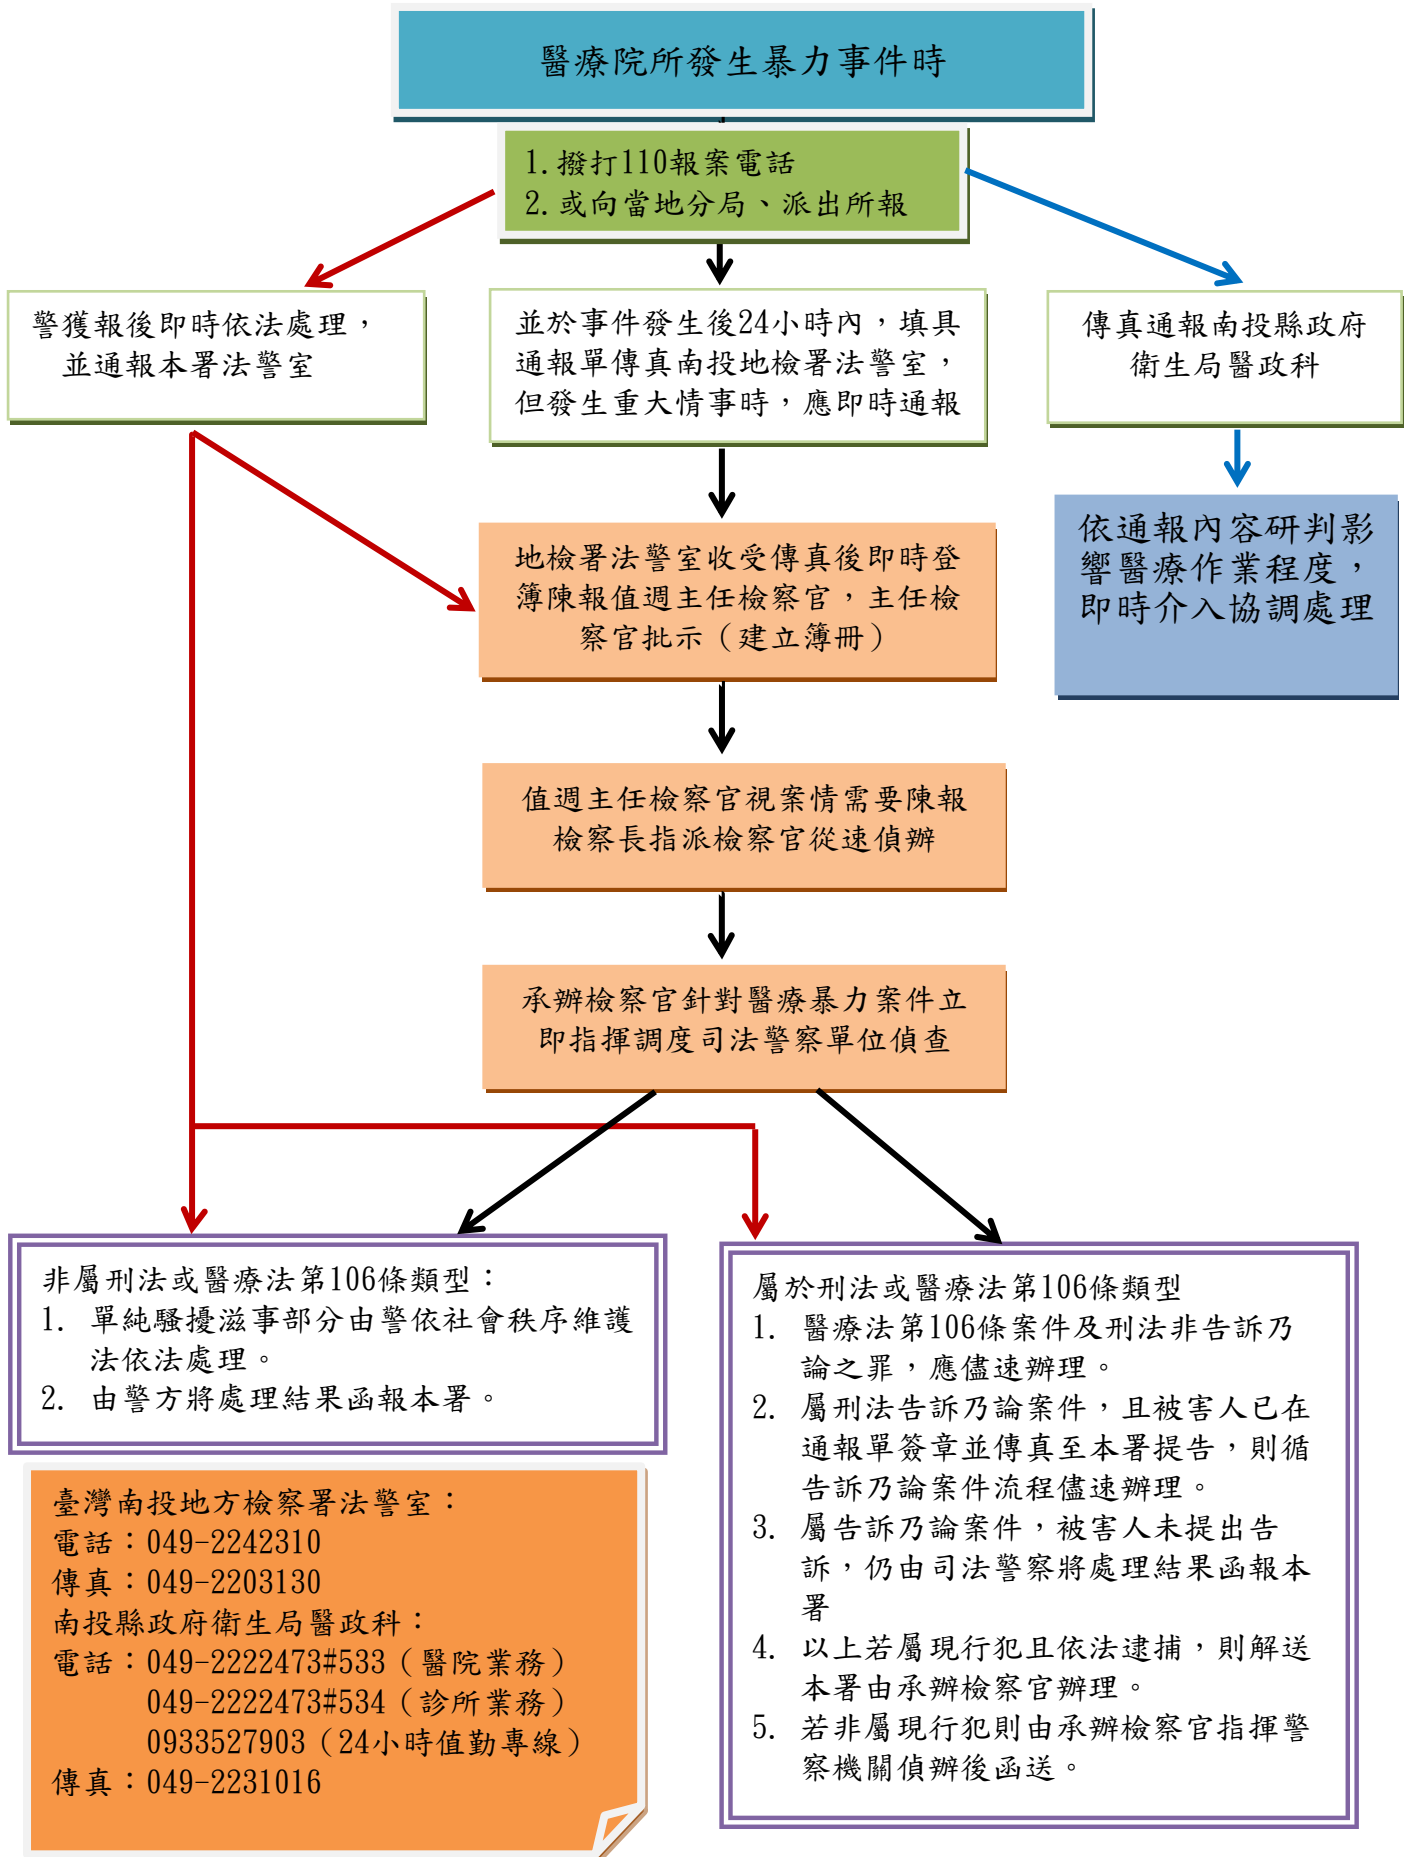 醫療院所發生暴力事件時
1.撥打110報案電話
2.或向當地分局、派出所報
警獲報後即時依法處理，
並通報本署法警室
並於事件發生後24小時內，填具
通報單傳真南投地檢署法警室，
但發生重大情事時，應即時通報
傳真通報南投縣政府
衛生局醫政科
地檢署法警室收受傳真後即時登
簿陳報值週主任檢察官，主任檢
察官批示（建立簿冊）
依通報內容研判影
響醫療作業程度，
即時介入協調處理
值週主任檢察官視案情需要陳報
檢察長指派檢察官從速偵辦
承辦檢察官針對醫療暴力案件立
即指揮調度司法警察單位偵查
非屬刑法或醫療法第106條類型：
1. 單純騷擾滋事部分由警依社會秩序維護
法依法處理。
2. 由警方將處理結果函報本署。
屬於刑法或醫療法第106條類型
1. 醫療法第106條案件及刑法非告訴乃
論之罪，應儘速辦理。
2. 屬刑法告訴乃論案件，且被害人已在
通報單簽章並傳真至本署提告，則循
告訴乃論案件流程儘速辦理。
3. 屬告訴乃論案件，被害人未提出告
訴，仍由司法警察將處理結果函報本
署
4. 以上若屬現行犯且依法逮捕，則解送
本署由承辦檢察官辦理。
5. 若非屬現行犯則由承辦檢察官指揮警
察機關偵辦後函送。
臺灣南投地方檢察署法警室：
電話：049-2242310
傳真：049-2203130
南投縣政府衛生局醫政科：
電話：049-2222473#533（醫院業務）
049-2222473#534（診所業務）
0933527903（24小時值勤專線）
傳真：049-2231016